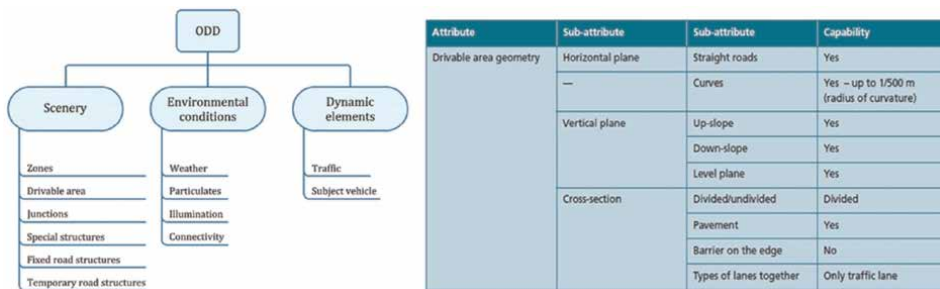 ODD
Scenery
Environmental
conditions
Dynamic
elements
Zones
Drivable area
Junctions
Special structures
Fixed road structures
Temporary road structures
Weather
Particulates
Illumination
Connectivity
Traffic
Subject vehicle
Attribute Sub-attribute Sub-attribute Capability
Drivable area geometry Horizontal plane Straight roads Yes
— Curves Yes – up to 1/500 m
(radius of curvature)
Vertical plane Up-slope Yes
Down-slope Yes
Level plane Yes
Cross-section Divided/undivided Divided
Pavement Yes
Barrier on the edge No
Types of lanes together Only traffic lane